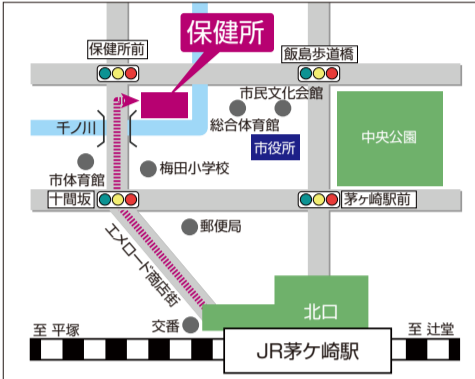 保健所
保健所前
飯島歩道橋
市民文化会館
総合体育館
千ノ川
市役所
中央公園
市体育館
梅田小学校
十間坂
茅ヶ崎駅前
郵便局
エメロード商店街
北口
交番
至 平塚
至 辻堂
JR茅ケ崎駅